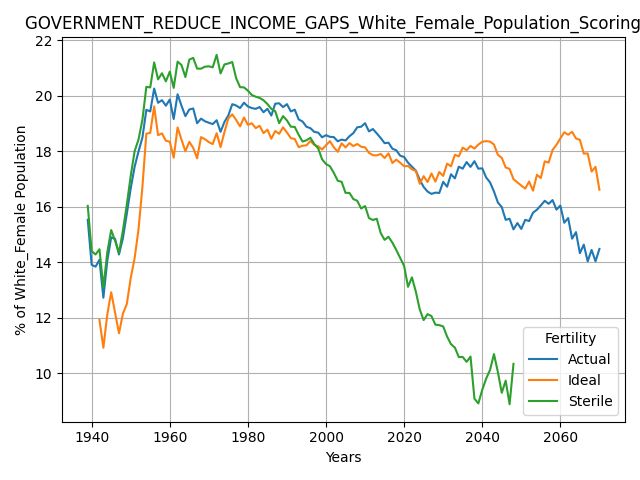 GOVERNMENT_REDUCE_INCOME_GAPS_White_Female_Population_Scoring
% of White_Female Population
22
20
18
16
14
12
10
1940
1960
1980
2000
2020
2040
2060
Years
Fertility
Actual
Ideal
Sterile